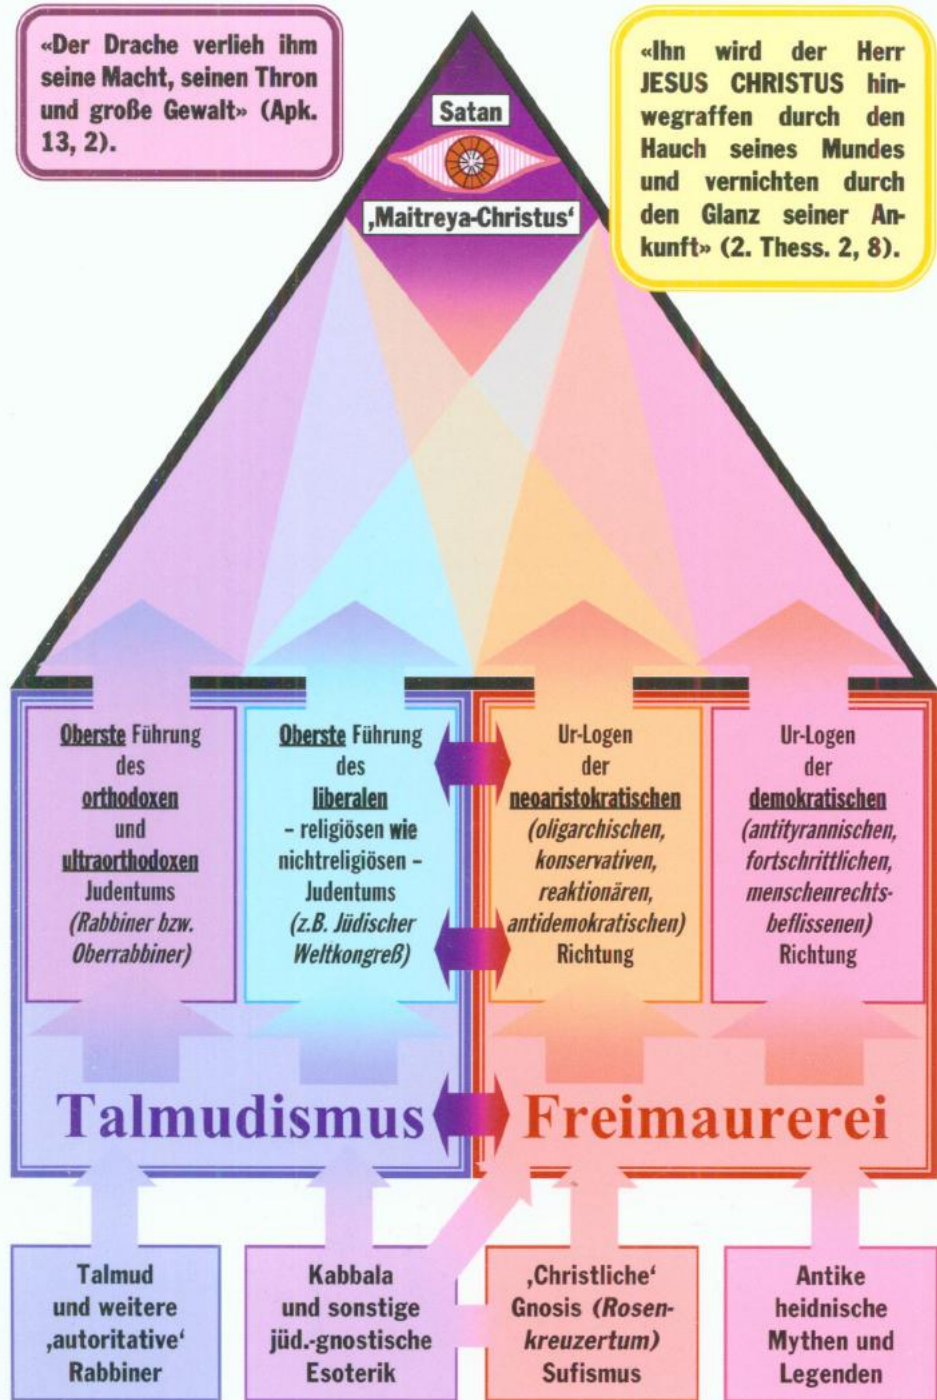 «Der Drache verlieh ihm
seine Macht, seinen Thron
und große Gewalt» (Apk.
13, 2).
«Ihn wird der Herr
JESUS CHRISTUS hin-
wegraffen durch den
Hauch seines Mundes
und vernichten durch
den Glanz seiner An-
kunft» (2. Thess. 2, 8).
Satan
‚Maitreya-Christus‘
Oberste Führung
des
orthodoxen
und
ultraorthodoxen
Judentums
(Rabbiner bzw.
Oberrabbiner)
Oberste Führung
des
liberalen
– religiösen wie
nichtreligiösen –
Judentums
(z.B. Jüdischer
Weltkongreß)
Ur-Logen
der
neoaristokratischen
(oligarchischen,
konservativen,
reaktionären,
antidemokratischen)
Richtung
Ur-Logen
der
demokratischen
(antityrannischen,
fortschrittlichen,
menschenrechts-
beflissenen)
Richtung
Talmudismus
Freimaurerei
Talmud
und weitere
‚autoritative‘
Rabbiner
Kabbala
und sonstige
jüd.-gnostische
Esoterik
‚Christliche‘
Gnosis (Rosen-
kreuzertum)
Sufismus
Antike
heidnische
Mythen und
Legenden